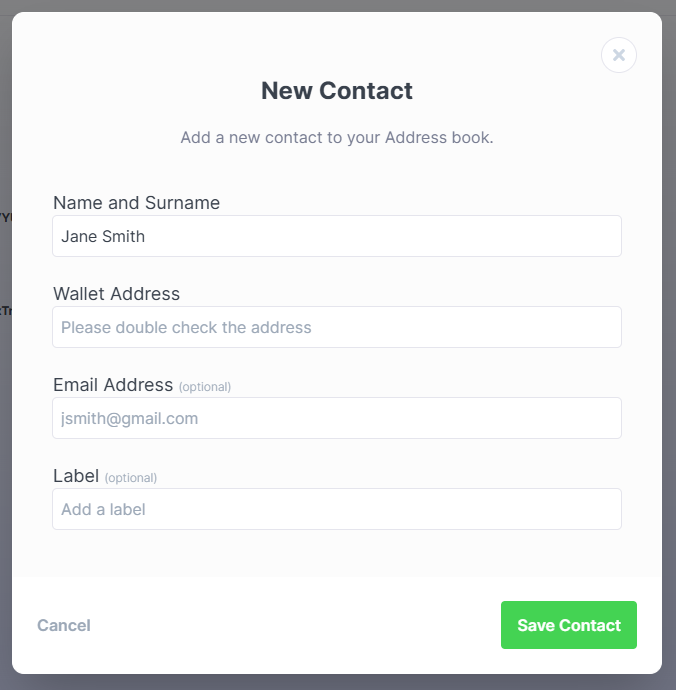 New Contact
Add a new contact to your Address book.
Name and Surname
Jane Smith
Wallet Address
Please double check the address
Email Address (optional)
jsmith@gmail.com
Label (optional)
Add a label
Cancel
Save Contact